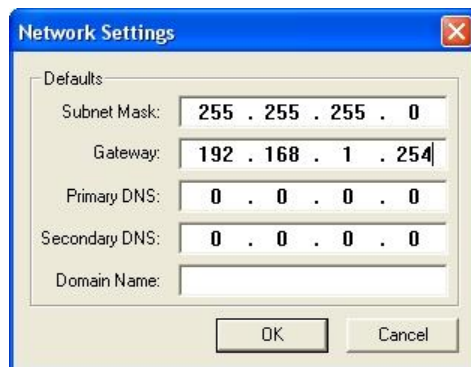 Network Settings
Defaults
Subnet Mask: 255 . 255 . 255 . 0
Gateway: 192 . 168 . 1 . 254
Primary DNS: 0 . 0 . 0 . 0
Secondary DNS: 0 . 0 . 0 . 0
Domain Name:
OK Cancel